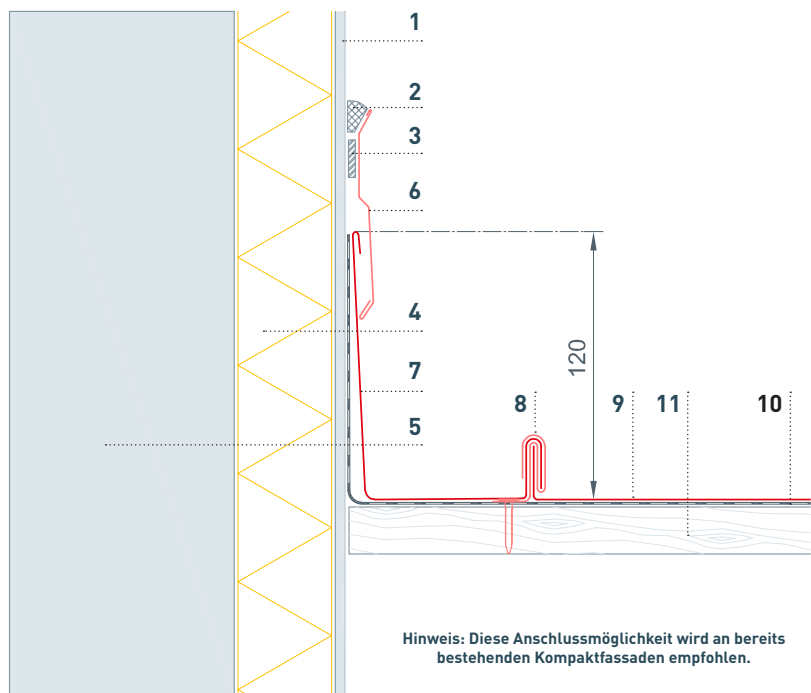 1
2
3
6
4
7
5
8 9 11 10
120
Hinweis: Diese Anschlussmöglichkeit wird an bereits
bestehenden Kompaktfassaden empfohlen.